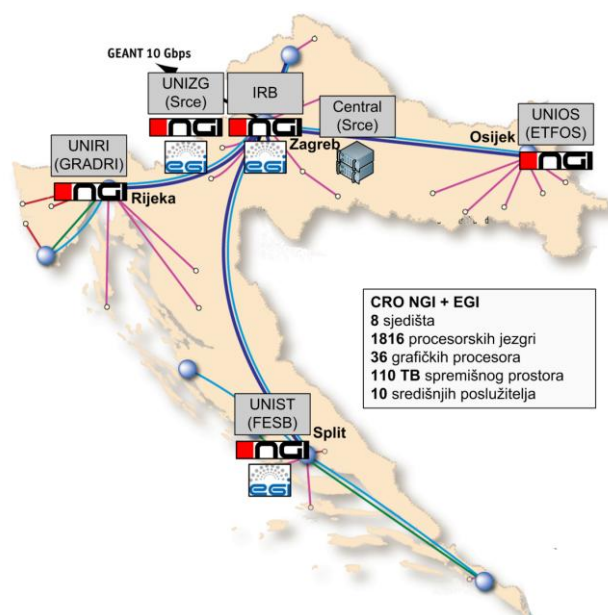 GEANT 10 Gbps
UNIZG
(Srce)
IRB
Central
(Srce)
UNIOS
(ETFOS)
UNIRI
(GRADRI)
NGI
NGI
NGI
NGI
egi
egi
Zagreb
Osijek
Rijeka
CRO NGI + EGI
8 sjedišta
1816 procesorskih jezgri
36 grafičkih procesora
110 TB spremišnog prostora
10 središnjih poslužitelja
UNIST
(FESB)
Split
NGI
egi